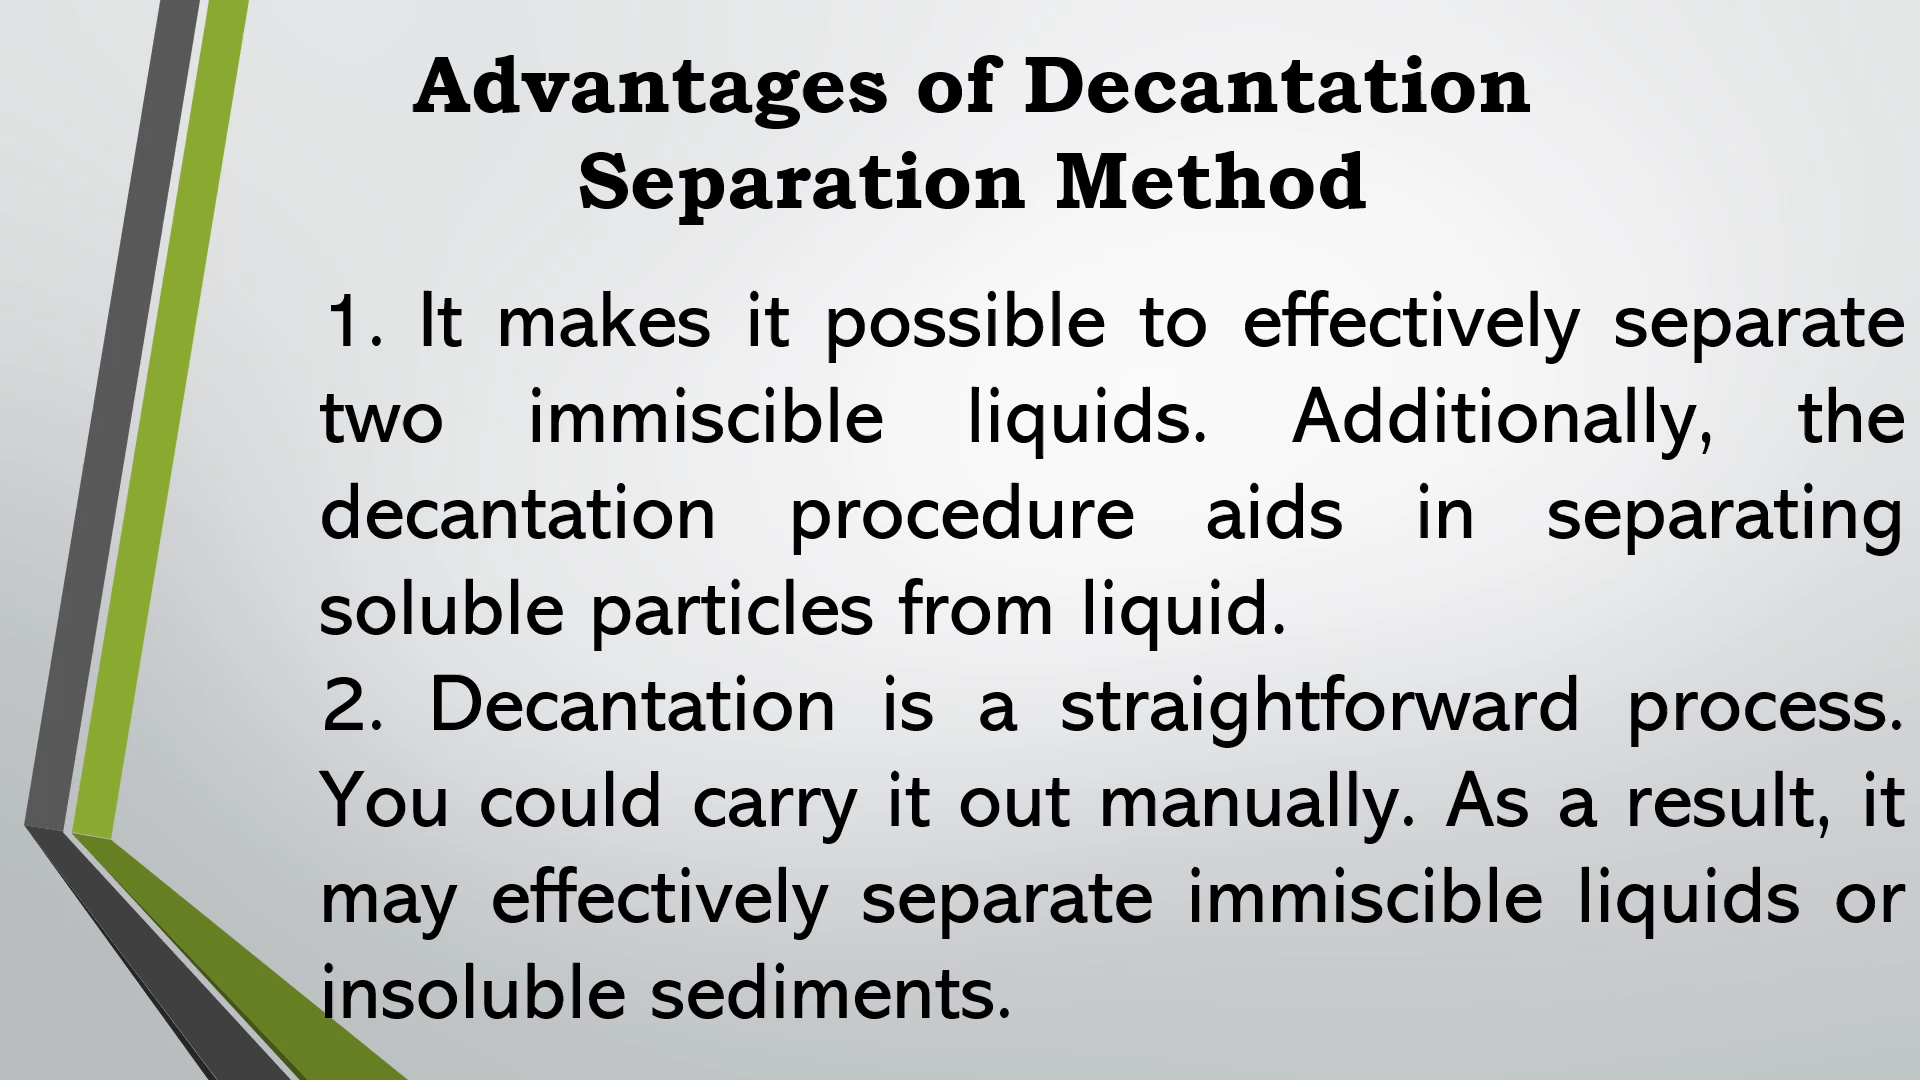 Advantages of Decantation
Separation Method
1. It makes it possible to effectively separate
two immiscible liquids. Additionally, the
decantation procedure aids in separating
soluble particles from liquid.
2. Decantation is a straightforward process.
You could carry it out manually. As a result, it
may effectively separate immiscible liquids or
insoluble sediments.